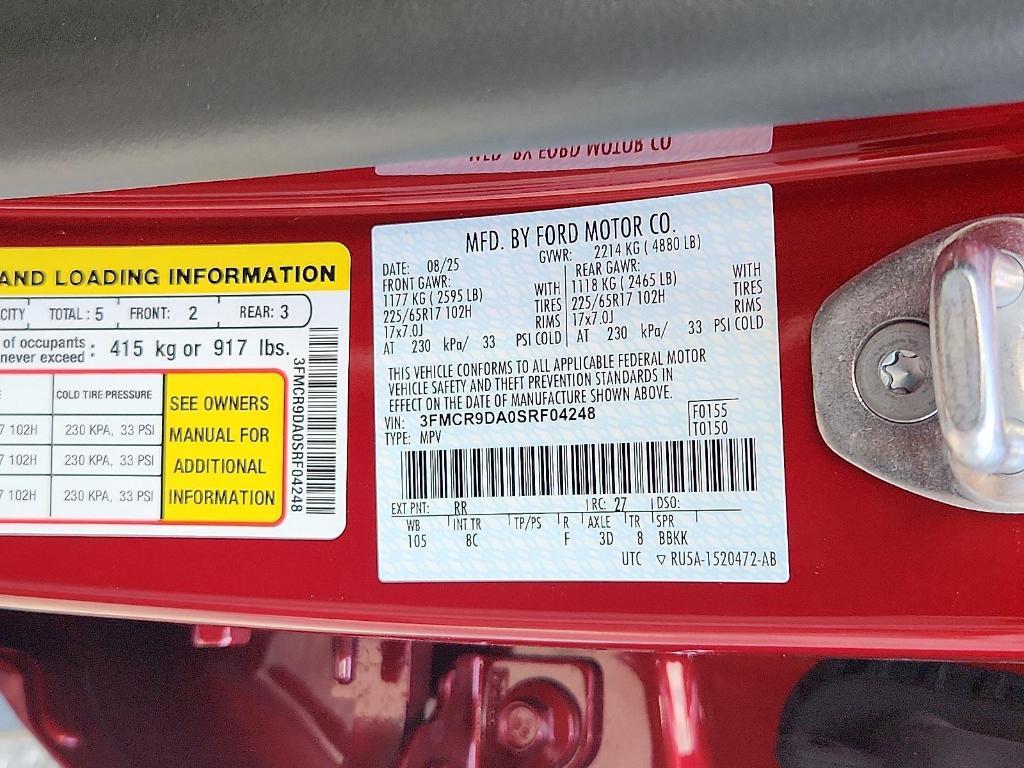 MFD. BY FORD MOTOR CO
AND LOADING INFORMATION
CITY TOTAL: 5 FRONT: 2 REAR: 3
of occupants
never exceed: 415 kg or 917 lbs.
E COLD TIRE PRESSURE
7 102H 230 KPA, 33 PSI
7 102H 230 KPA, 33 PSI
7 102H 230 KPA, 33 PSI
SEE OWNERS
MANUAL FOR
ADDITIONAL
INFORMATION
3FMCR9DA0SRF04248
MFD. BY FORD MOTOR CO.
DATE: 08/25 GVWR: 2214 KG ( 4880 LB)
FRONT GAWR: REAR GAWR:
1177 KG ( 2595 LB) WITH 1118 KG ( 2465 LB) WITH
225/65R17 102H TIRES 225/65R17 102H TIRES
17x7.0J RIMS 17x7.0J RIMS
AT 230 kPa/ 33 PSI COLD AT 230 kPa/ 33 PSI COLD
THIS VEHICLE CONFORMS TO ALL APPLICABLE FEDERAL MOTOR
VEHICLE SAFETY AND THEFT PREVENTION STANDARDS IN
EFFECT ON THE DATE OF MANUFACTURE SHOWN ABOVE.
VIN: 3FMCR9DA0SRF04248 F0155
TYPE: MPV T0150
EXT PNT: RR RC: 27 DSO:
WB INT TR TP/PS R AXLE TR SPR
105 8C F 3D 8 BBKK
UTC ▽ RU5A-1520472-AB